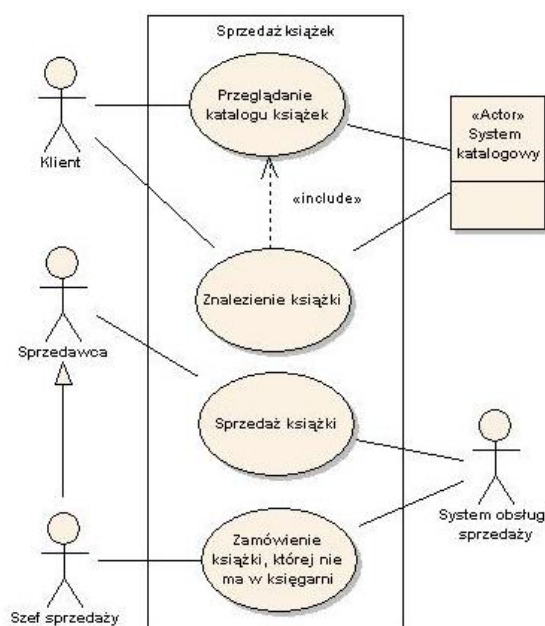 Sprzedaż książek
Przeglądanie
katalogu książek
«Actor»
System
katalogowy
Klient
«include»
Znalezienie książki
Sprzedawca
Sprzedaż książki
System obsług
sprzedaży
Zamówienie
książki, której nie
ma w księgarni
Szef sprzedaży